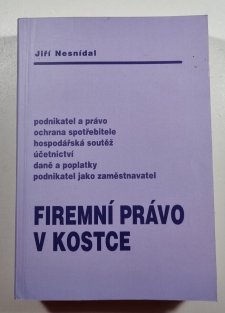 Jiří Nesnídal
podnikatel a právo
ochrana spotřebitele
hospodářská soutěž
účetnictví
daně a poplatky
podnikatel jako zaměstnavatel
FIREMNÍ PRÁVO
V KOSTCE